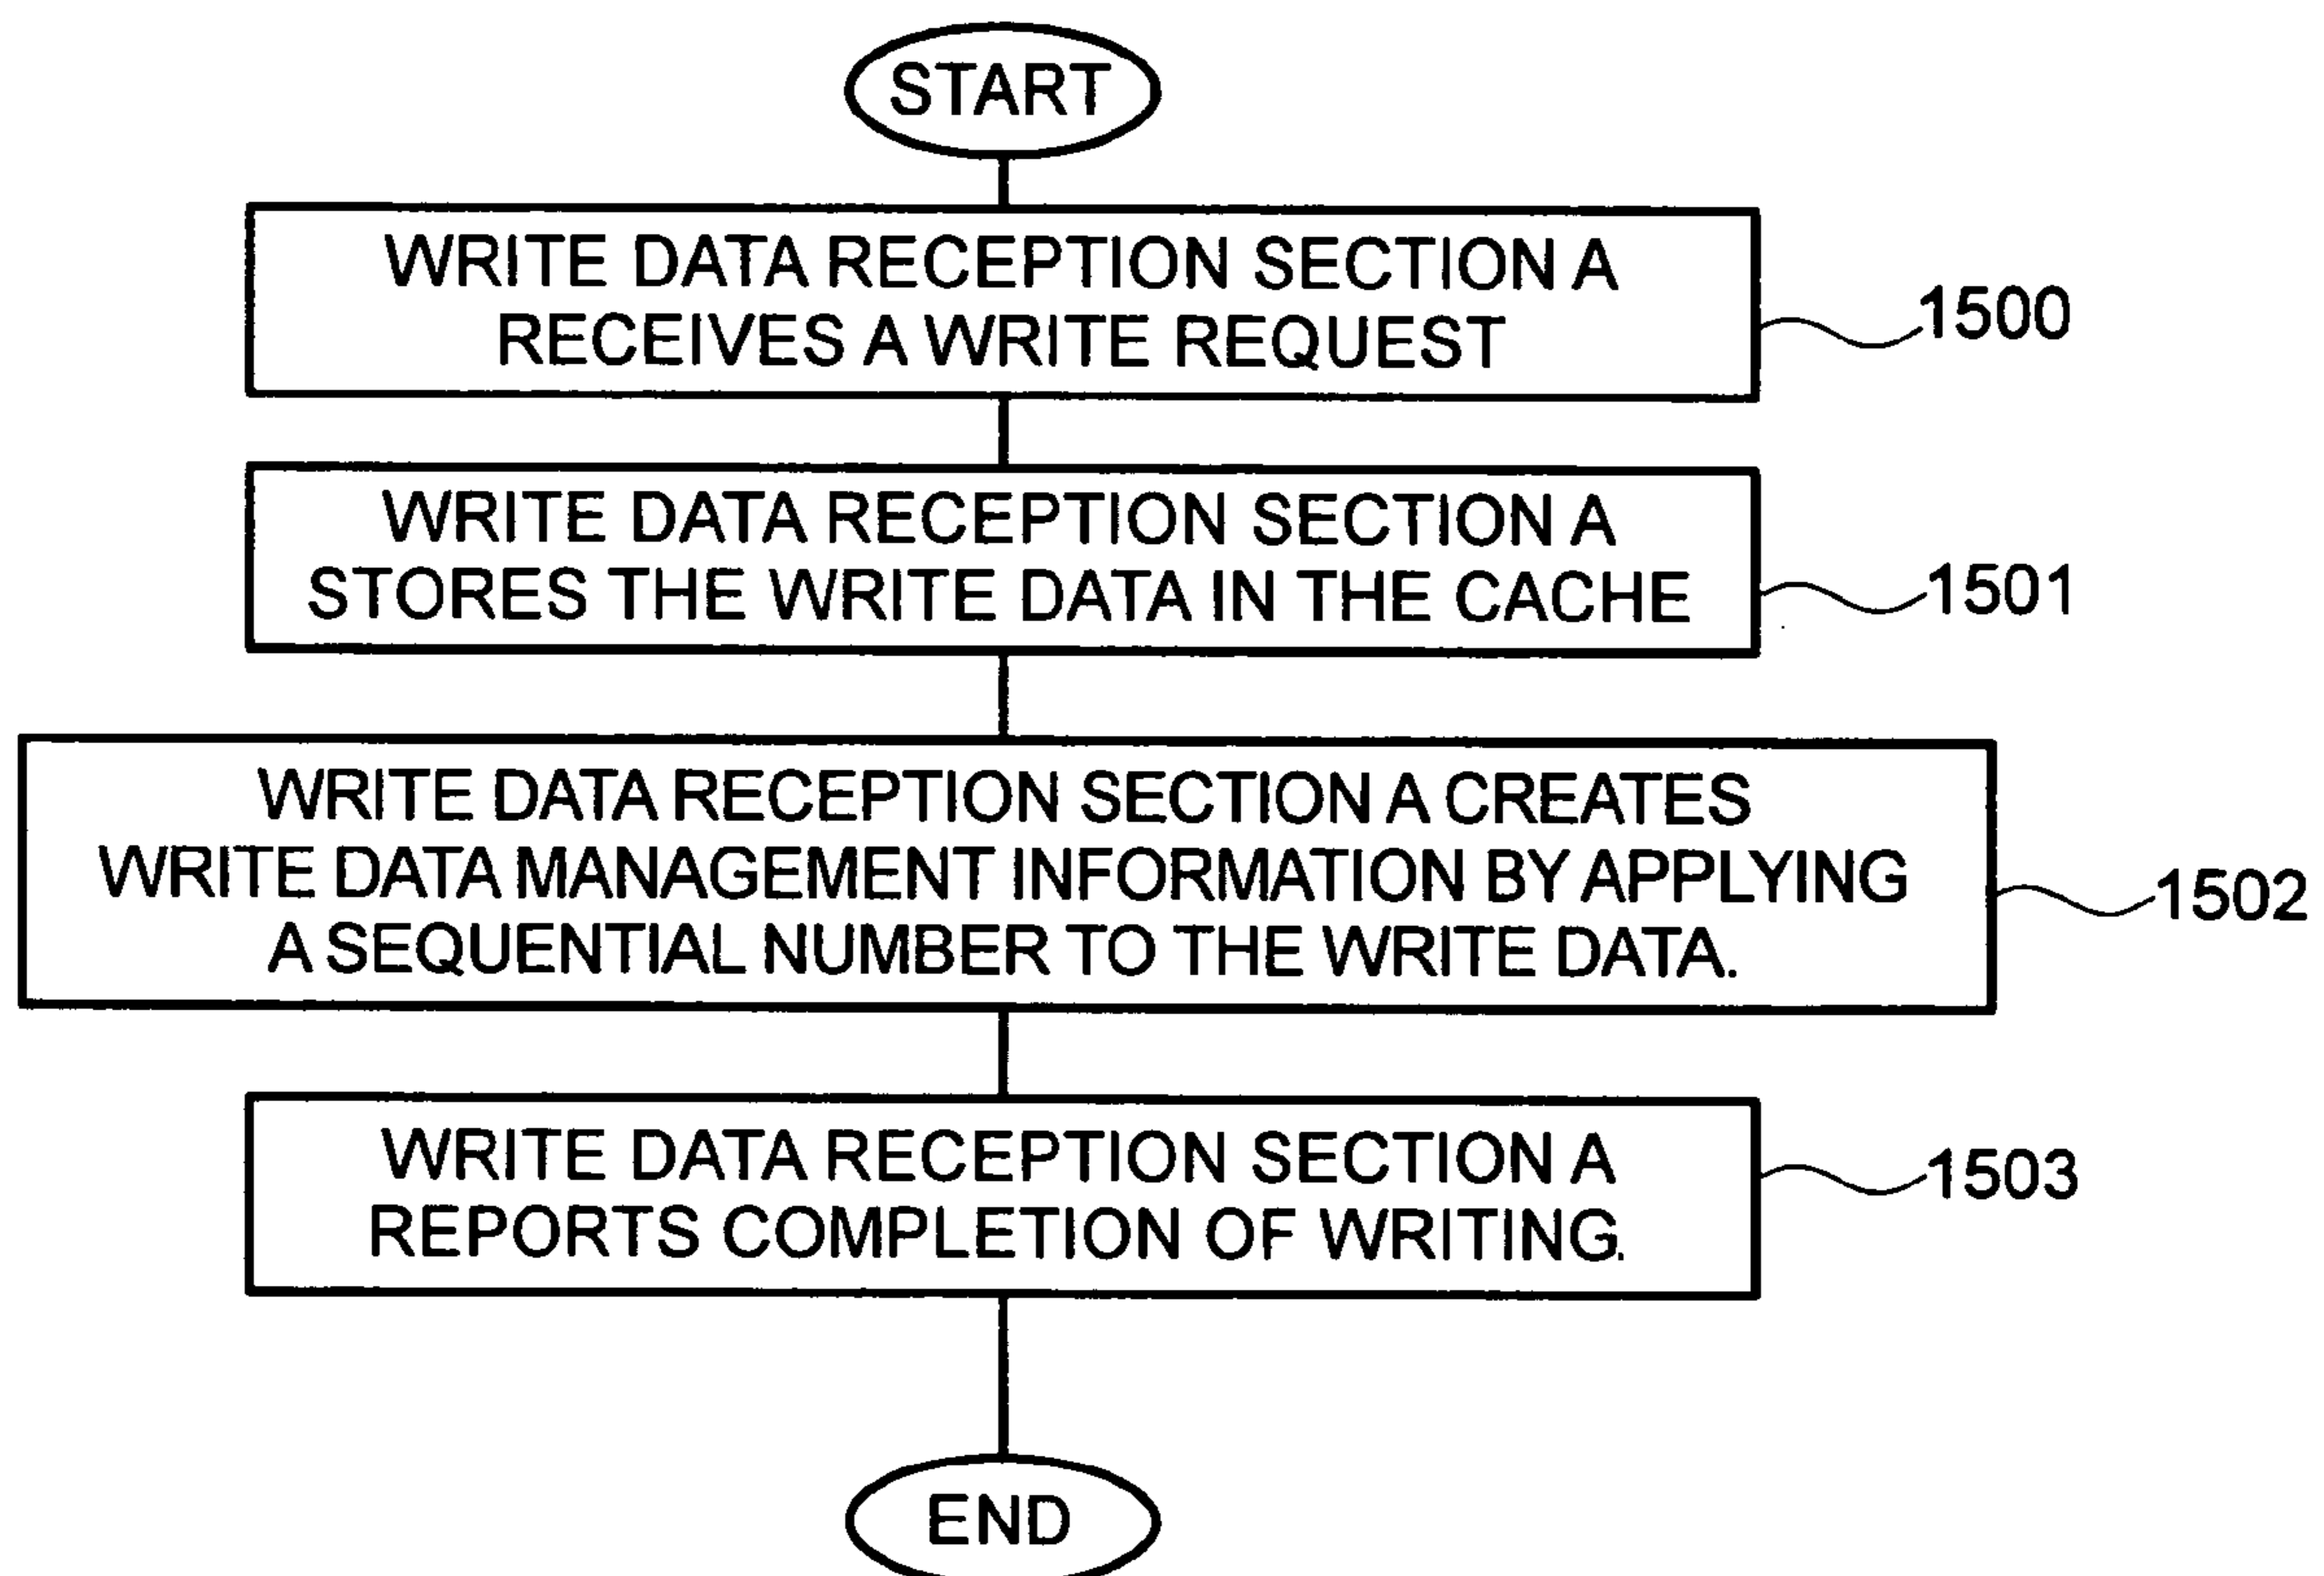 START
WRITE DATA RECEPTION SECTION A
RECEIVES A WRITE REQUEST
1500
WRITE DATA RECEPTION SECTION A
STORES THE WRITE DATA IN THE CACHE
1501
WRITE DATA RECEPTION SECTION A CREATES
WRITE DATA MANAGEMENT INFORMATION BY APPLYING
A SEQUENTIAL NUMBER TO THE WRITE DATA.
1502
WRITE DATA RECEPTION SECTION A
REPORTS COMPLETION OF WRITING.
1503
END